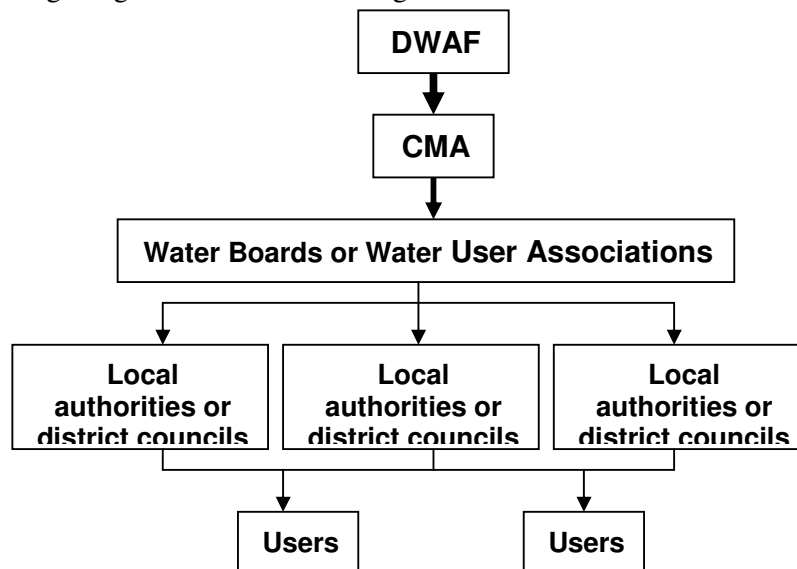 DWAF
CMA
Water Boards or Water User Associations
Local
authorities or
district councils
Local
authorities or
district councils
Local
authorities or
district councils
Users
Users